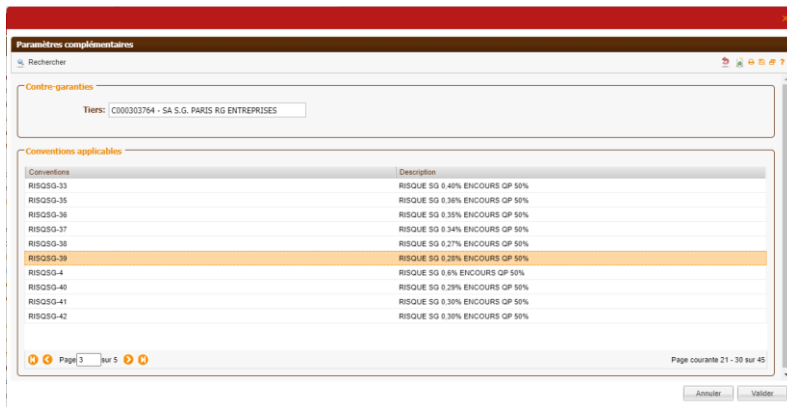 Paramètres complémentaires
Rechercher
Contre-garanties
Tiers: C000303764 - SA S.G. PARIS RG ENTREPRISES
Conventions applicables
Conventions Description
RISQSG-33 RISQUE SG 0,40% ENCOURS QP 50%
RISQSG-35 RISQUE SG 0,36% ENCOURS QP 50%
RISQSG-36 RISQUE SG 0,35% ENCOURS QP 50%
RISQSG-37 RISQUE SG 0.34% ENCOURS QP 50%
RISQSG-38 RISQUE SG 0,27% ENCOURS QP 50%
RISQSG-39 RISQUE SG 0,28% ENCOURS QP 50%
RISQSG-4 RISQUE SG 0,6% ENCOURS QP 50%
RISQSG-40 RISQUE SG 0,29% ENCOURS QP 50%
RISQSG-41 RISQUE SG 0,30% ENCOURS QP 50%
RISQSG-42 RISQUE SG 0,30% ENCOURS QP 50%
Page 3 sur 5 Page courante 21 - 30 sur 45
Annuler Valider